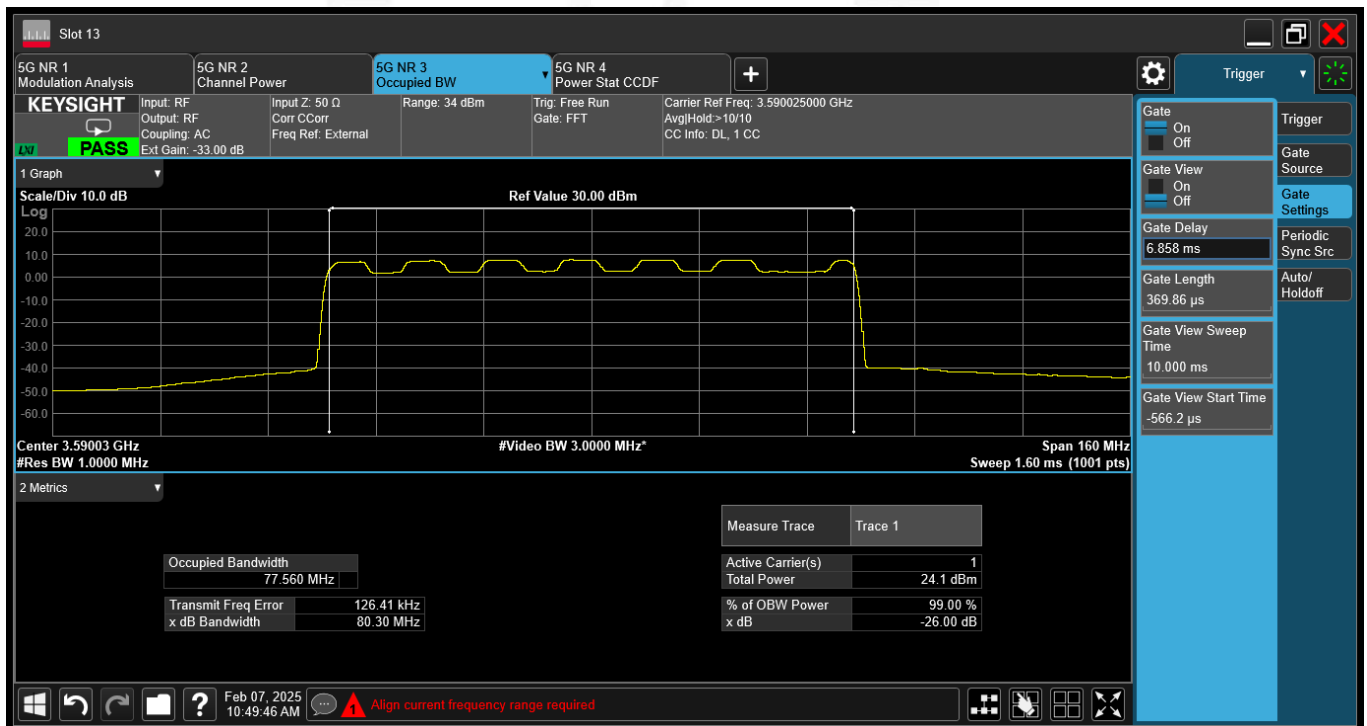 Slot 13
5G NR 1
Modulation Analysis
5G NR 2
Channel Power
5G NR 3
Occupied BW
5G NR 4
Power Stat CCDF
Trigger
KEYSIGHT
LXI
PASS
Input: RF
Output: RF
Coupling: AC
Ext Gain: -33.00 dB
Input Z: 50 Ω
Corr CCorr
Freq Ref: External
Range: 34 dBm
Trig: Free Run
Gate: FFT
Carrier Ref Freq: 3.590025000 GHz
Avg|Hold:>10/10
CC Info: DL, 1 CC
1 Graph
Scale/Div 10.0 dB
Ref Value 30.00 dBm
Log
20.0
10.0
0.00
-10.0
-20.0
-30.0
-40.0
-50.0
-60.0
Center 3.59003 GHz
#Video BW 3.0000 MHz*
Span 160 MHz
#Res BW 1.0000 MHz
Sweep 1.60 ms (1001 pts)
2 Metrics
Measure Trace
Trace 1
Occupied Bandwidth
77.560 MHz
Active Carrier(s) 1
Total Power 24.1 dBm
Transmit Freq Error 126.41 kHz
x dB Bandwidth 80.30 MHz
% of OBW Power 99.00 %
x dB -26.00 dB
Gate
On
Off
Gate View
On
Off
Gate Delay
6.858 ms
Gate Length
369.86 µs
Gate View Sweep
Time
10.000 ms
Gate View Start Time
-566.2 µs
Trigger
Gate
Source
Gate
Settings
Periodic
Sync Src
Auto/
Holdoff
?
Feb 07, 2025
10:49:46 AM
1
Align current frequency range required